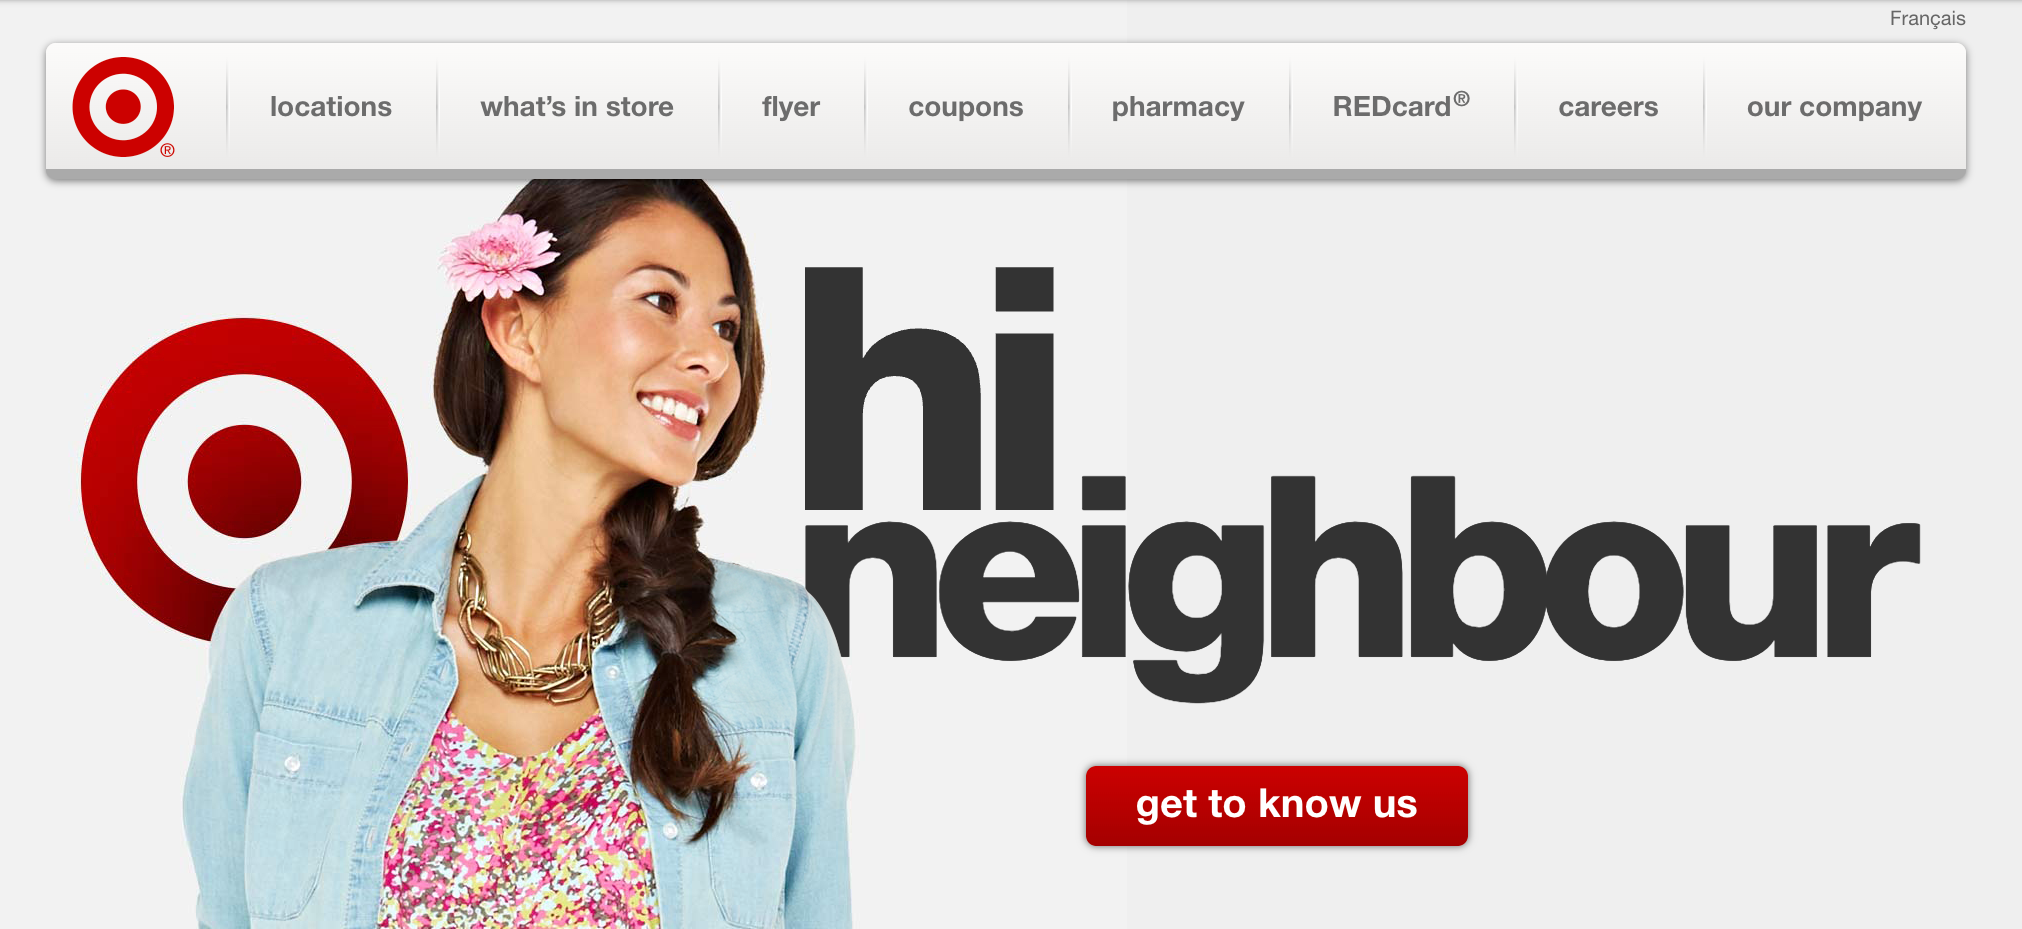 Français
locations what’s in store flyer coupons pharmacy REDcard® careers our company
®
hi
neighbour
get to know us